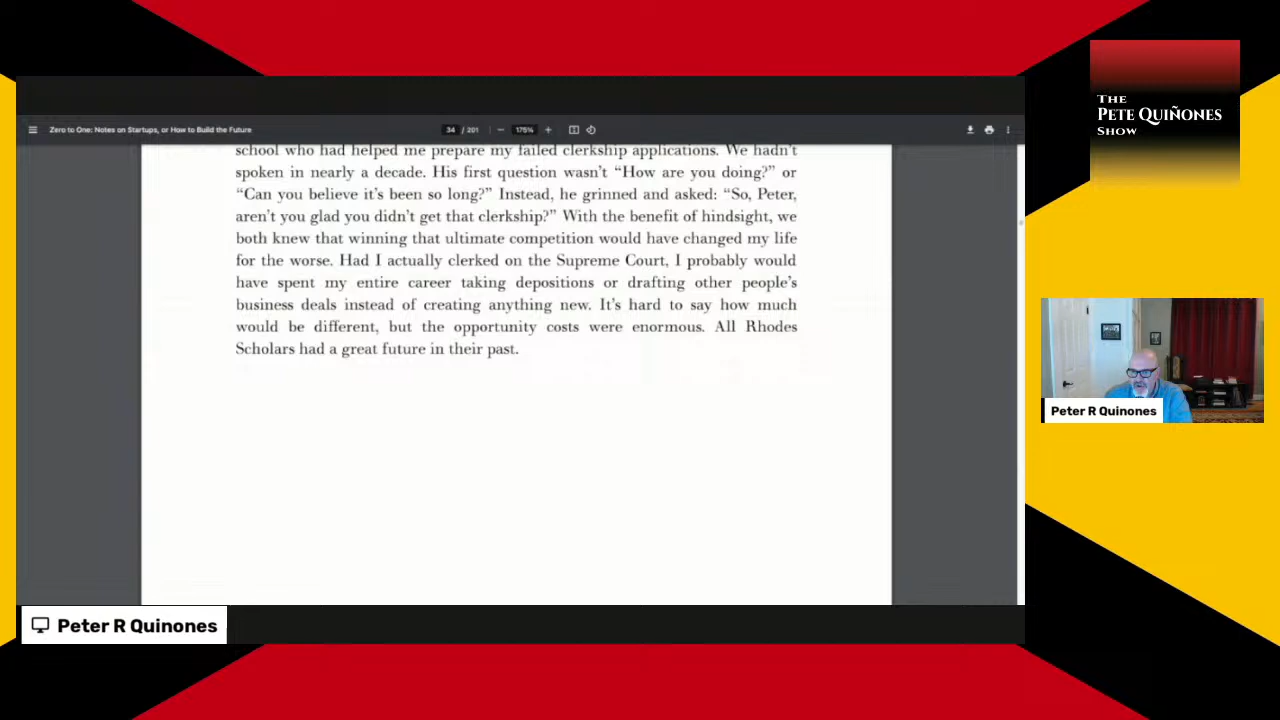 Zero to One: Notes on Startups, or How to Build the Future
34 / 201
175%
school who had helped me prepare my failed clerkship applications. We hadn't
spoken in nearly a decade. His first question wasn't “How are you doing?” or
“Can you believe it's been so long?” Instead, he grinned and asked: “So, Peter,
aren't you glad you didn't get that clerkship?” With the benefit of hindsight, we
both knew that winning that ultimate competition would have changed my life
for the worse. Had I actually clerked on the Supreme Court, I probably would
have spent my entire career taking depositions or drafting other people's
business deals instead of creating anything new. It's hard to say how much
would be different, but the opportunity costs were enormous. All Rhodes
Scholars had a great future in their past.
Peter R Quinones
THE
PETE QUIÑONES
SHOW
Peter R Quinones